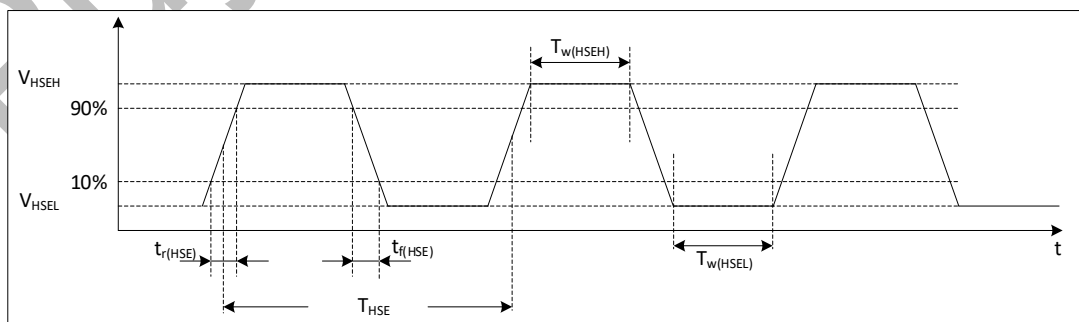 T_w(HSEH)
V_HSEH
90%
10%
V_HSEL
t_r(HSE)
t_f(HSE)
T_w(HSEL)
t
T_HSE